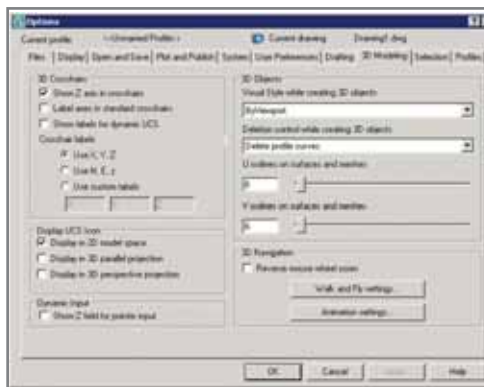 Options
Current profile: <<Unnamed Profile>> Current drawing: Drawing1.dwg
Files Display Open and Save Plot and Publish System User Preferences Drafting 3D Modeling Selection Profiles
3D Crosshairs
Show Z axis in crosshairs
Label axes in standard crosshairs
Show labels for dynamic UCS
Crosshair labels
Use X, Y, Z
Use N, E, z
Use custom labels
Display UCS Icon
Display in 2D model space
Display in 3D parallel projection
Display in 3D perspective projection
Dynamic Input
Show Z field for pointer input
3D Objects
Visual Style while creating 3D objects
ByViewport
Deletion control while creating 3D objects
Delete profile curves
U isolines on surfaces and meshes
6
V isolines on surfaces and meshes
6
3D Navigation
Reverse mouse wheel zoom
Walk and Fly settings...
Animation settings...
OK Cancel Apply Help